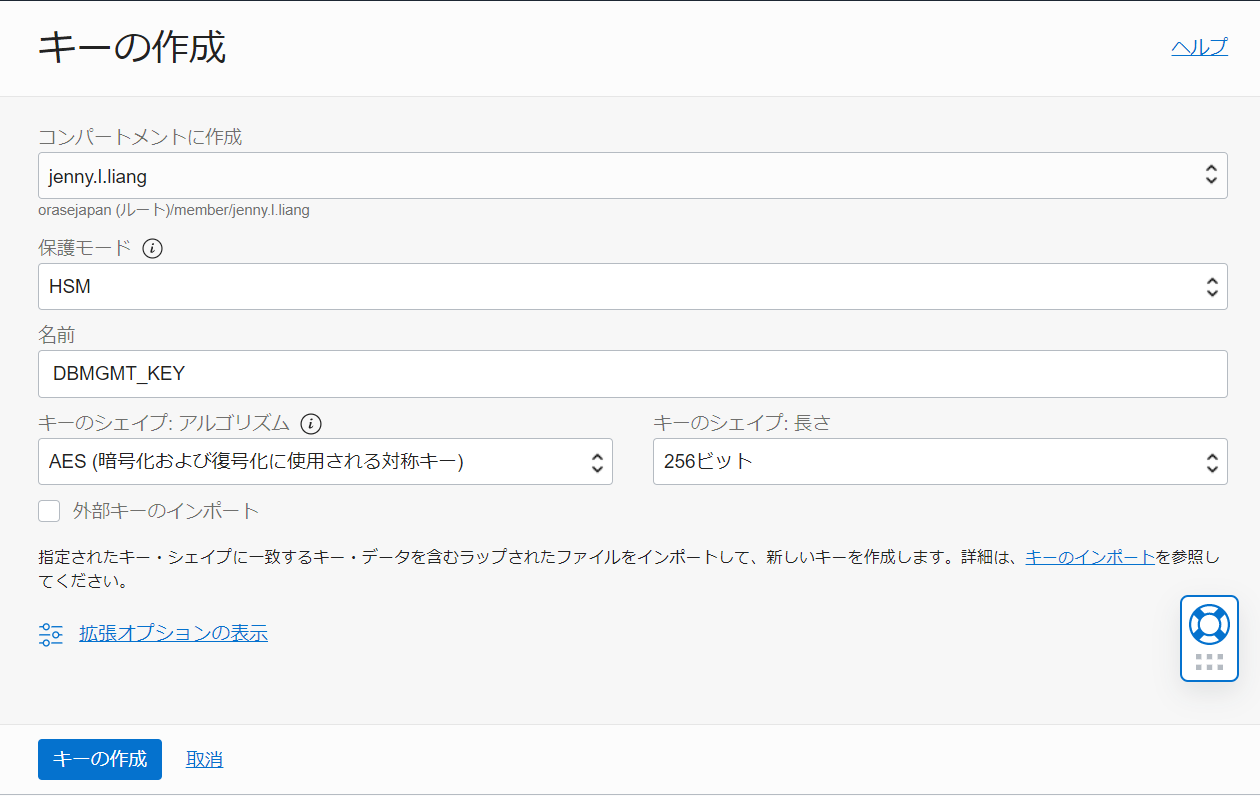 キーの作成
ヘルプ
コンパートメントに作成
jenny.l.liang
orasejapan (ルート)/member/jenny.l.liang
保護モード
HSM
名前
DBMGMT_KEY
キーのシェイプ: アルゴリズム
キーのシェイプ: 長さ
AES (暗号化および復号化に使用される対称キー)
256ビット
外部キーのインポート
指定されたキー・シェイプに一致するキー・データを含むラップされたファイルをインポートして、新しいキーを作成します。詳細は、キーのインポートを参照し
てください。
拡張オプションの表示
キーの作成
取消